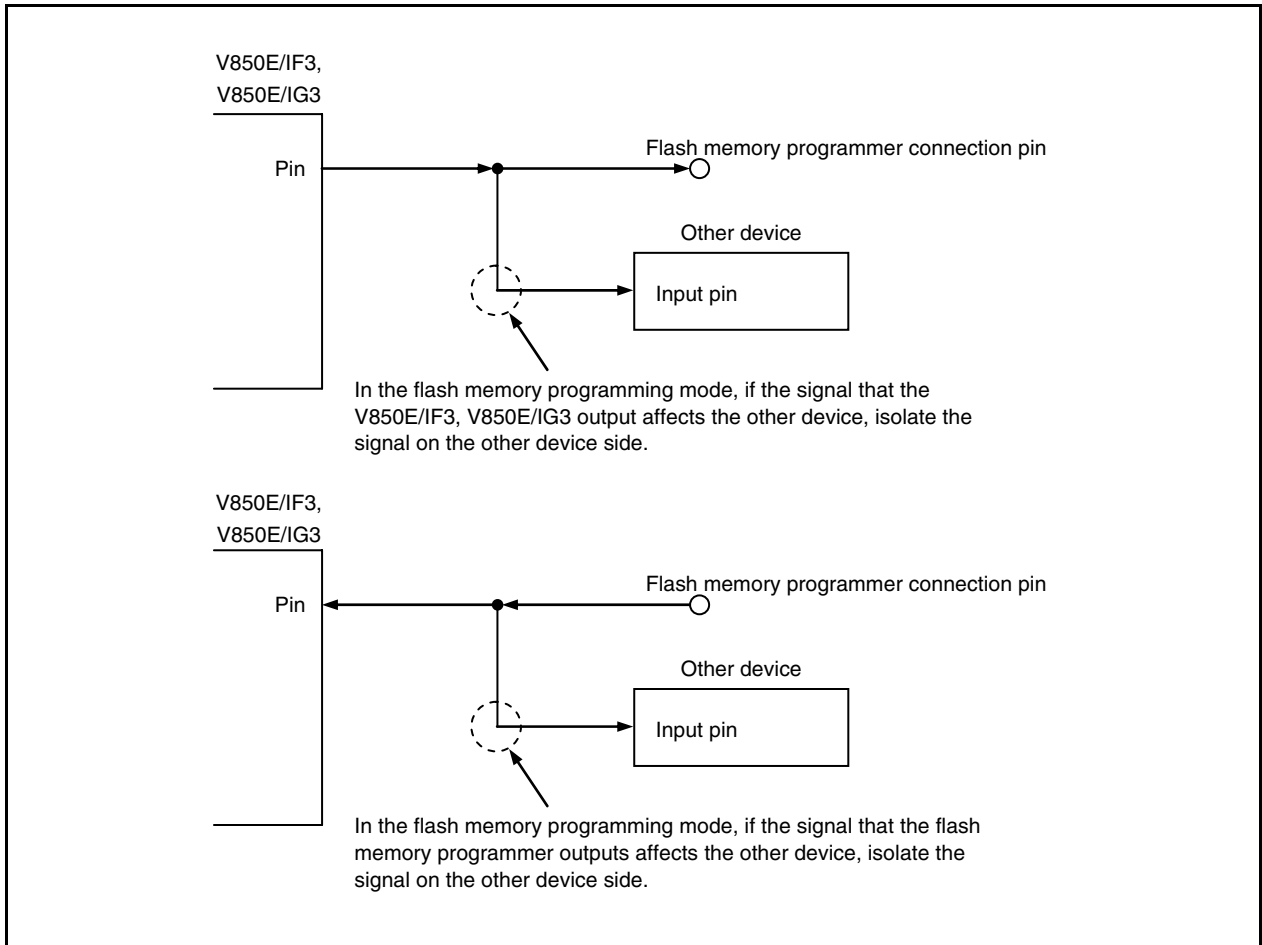 V850E/IF3,
V850E/IG3
Pin
Flash memory programmer connection pin
Other device
Input pin
In the flash memory programming mode, if the signal that the
V850E/IF3, V850E/IG3 output affects the other device, isolate the
signal on the other device side.
V850E/IF3,
V850E/IG3
Pin
Flash memory programmer connection pin
Other device
Input pin
In the flash memory programming mode, if the signal that the flash
memory programmer outputs affects the other device, isolate the
signal on the other device side.